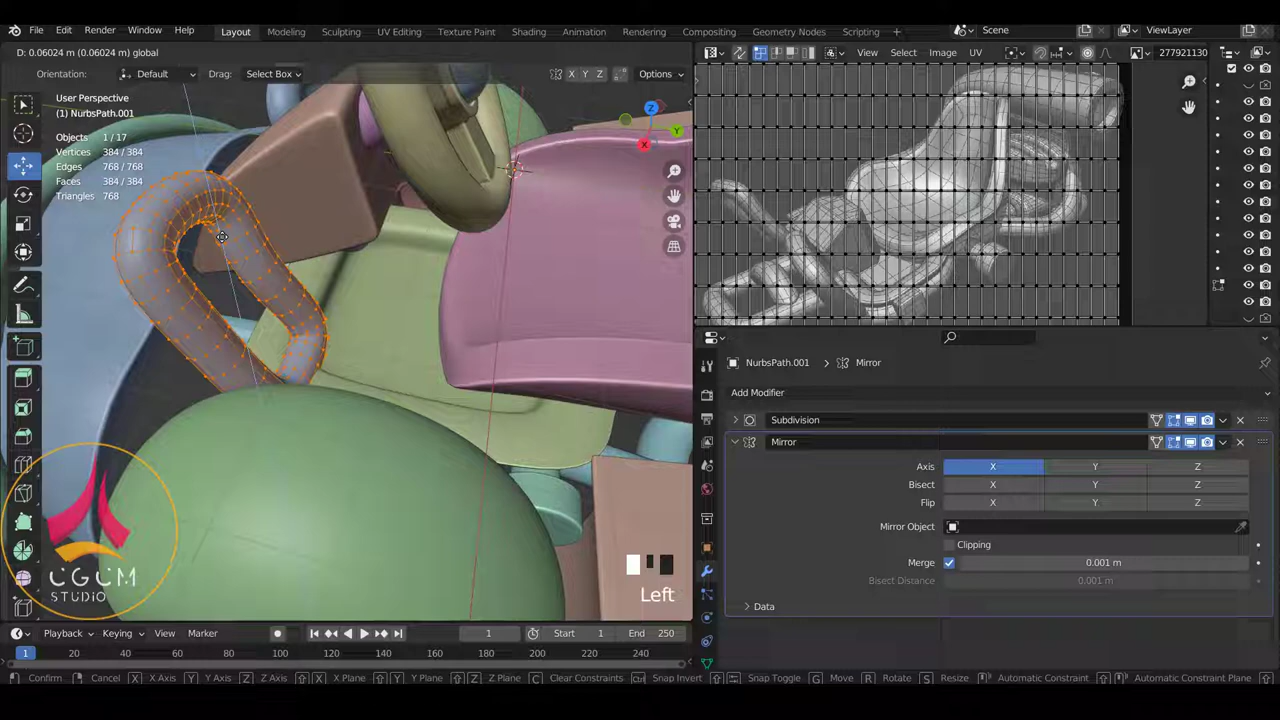 File Edit Render Window Help Layout Modeling Sculpting UV Editing Texture Paint Shading Animation Rendering Compositing Geometry Nodes Scripting + Scene ViewLayer
D: 0.06024 m (0.06024 m) global
View Select Image UV 277921130
Orientation: Default Drag: Select Box X Y Z Options
User Perspective
(1) NurbsPath.001
Objects 1 / 17
Vertices 384 / 384
Edges 768 / 768
Faces 384 / 384
Triangles 768
Z
Y
X
NurbsPath.001 > Mirror
Add Modifier
Subdivision
Mirror
Axis X Y Z
Bisect X Y Z
Flip X Y Z
Mirror Object
Clipping
Merge 0.001 m
Bisect Distance 0.001 m
Data
CGCM
STUDIO
Left
Playback Keying View Marker 1 Start 1 End 250
1 20 40 60 80 100 120 140 160 180 200 220 240
Confirm Cancel X X Axis Y Y Axis Z Z Axis X X Plane Y Y Plane Z Z Plane C Clear Constraints Snap Invert Snap Toggle G Move R Rotate S Resize Automatic Constraint Automatic Constraint Plane